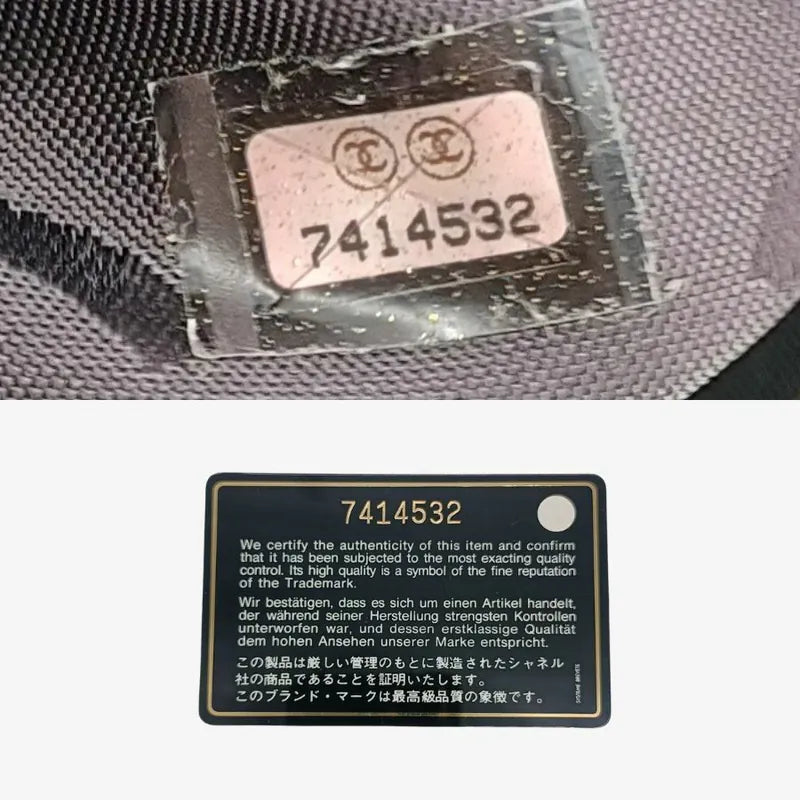 7414532
7414532
We certify the authenticity of this item and confirm
that it has been subjected to the most exacting quality
control. Its high quality is a symbol of the fine reputation
of the Trademark.
Wir bestätigen, dass es sich um einen Artikel handelt,
der während seiner Herstellung strengsten Kontrollen
unterworfen war, und dessen erstklassige Qualität
dem hohen Ansehen unserer Marke entspricht.
この製品は厳しい管理のもとに製造されたシャネル
社の商品であることを証明いたします。
このブランド・マークは最高級品質の象徴です。